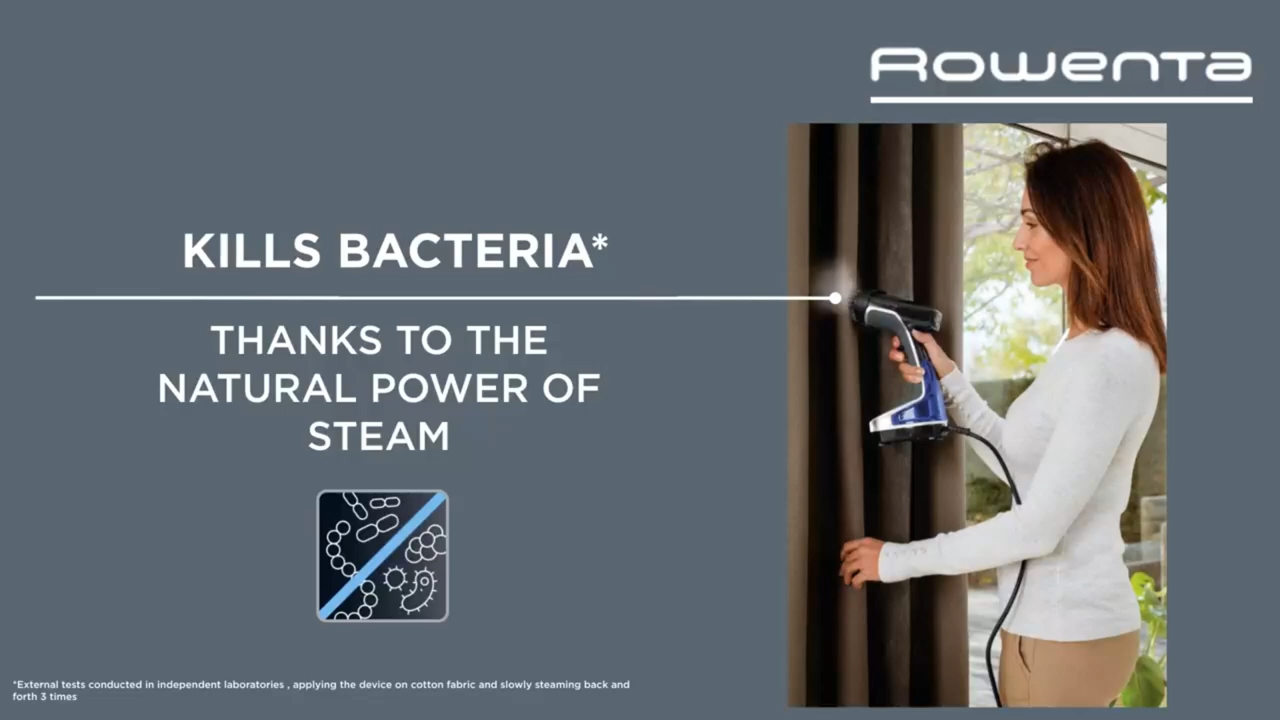 Rowenta
KILLS BACTERIA*
THANKS TO THE
NATURAL POWER OF
STEAM
*External tests conducted in independent laboratories , applying the device on cotton fabric and slowly steaming back and
forth 3 times